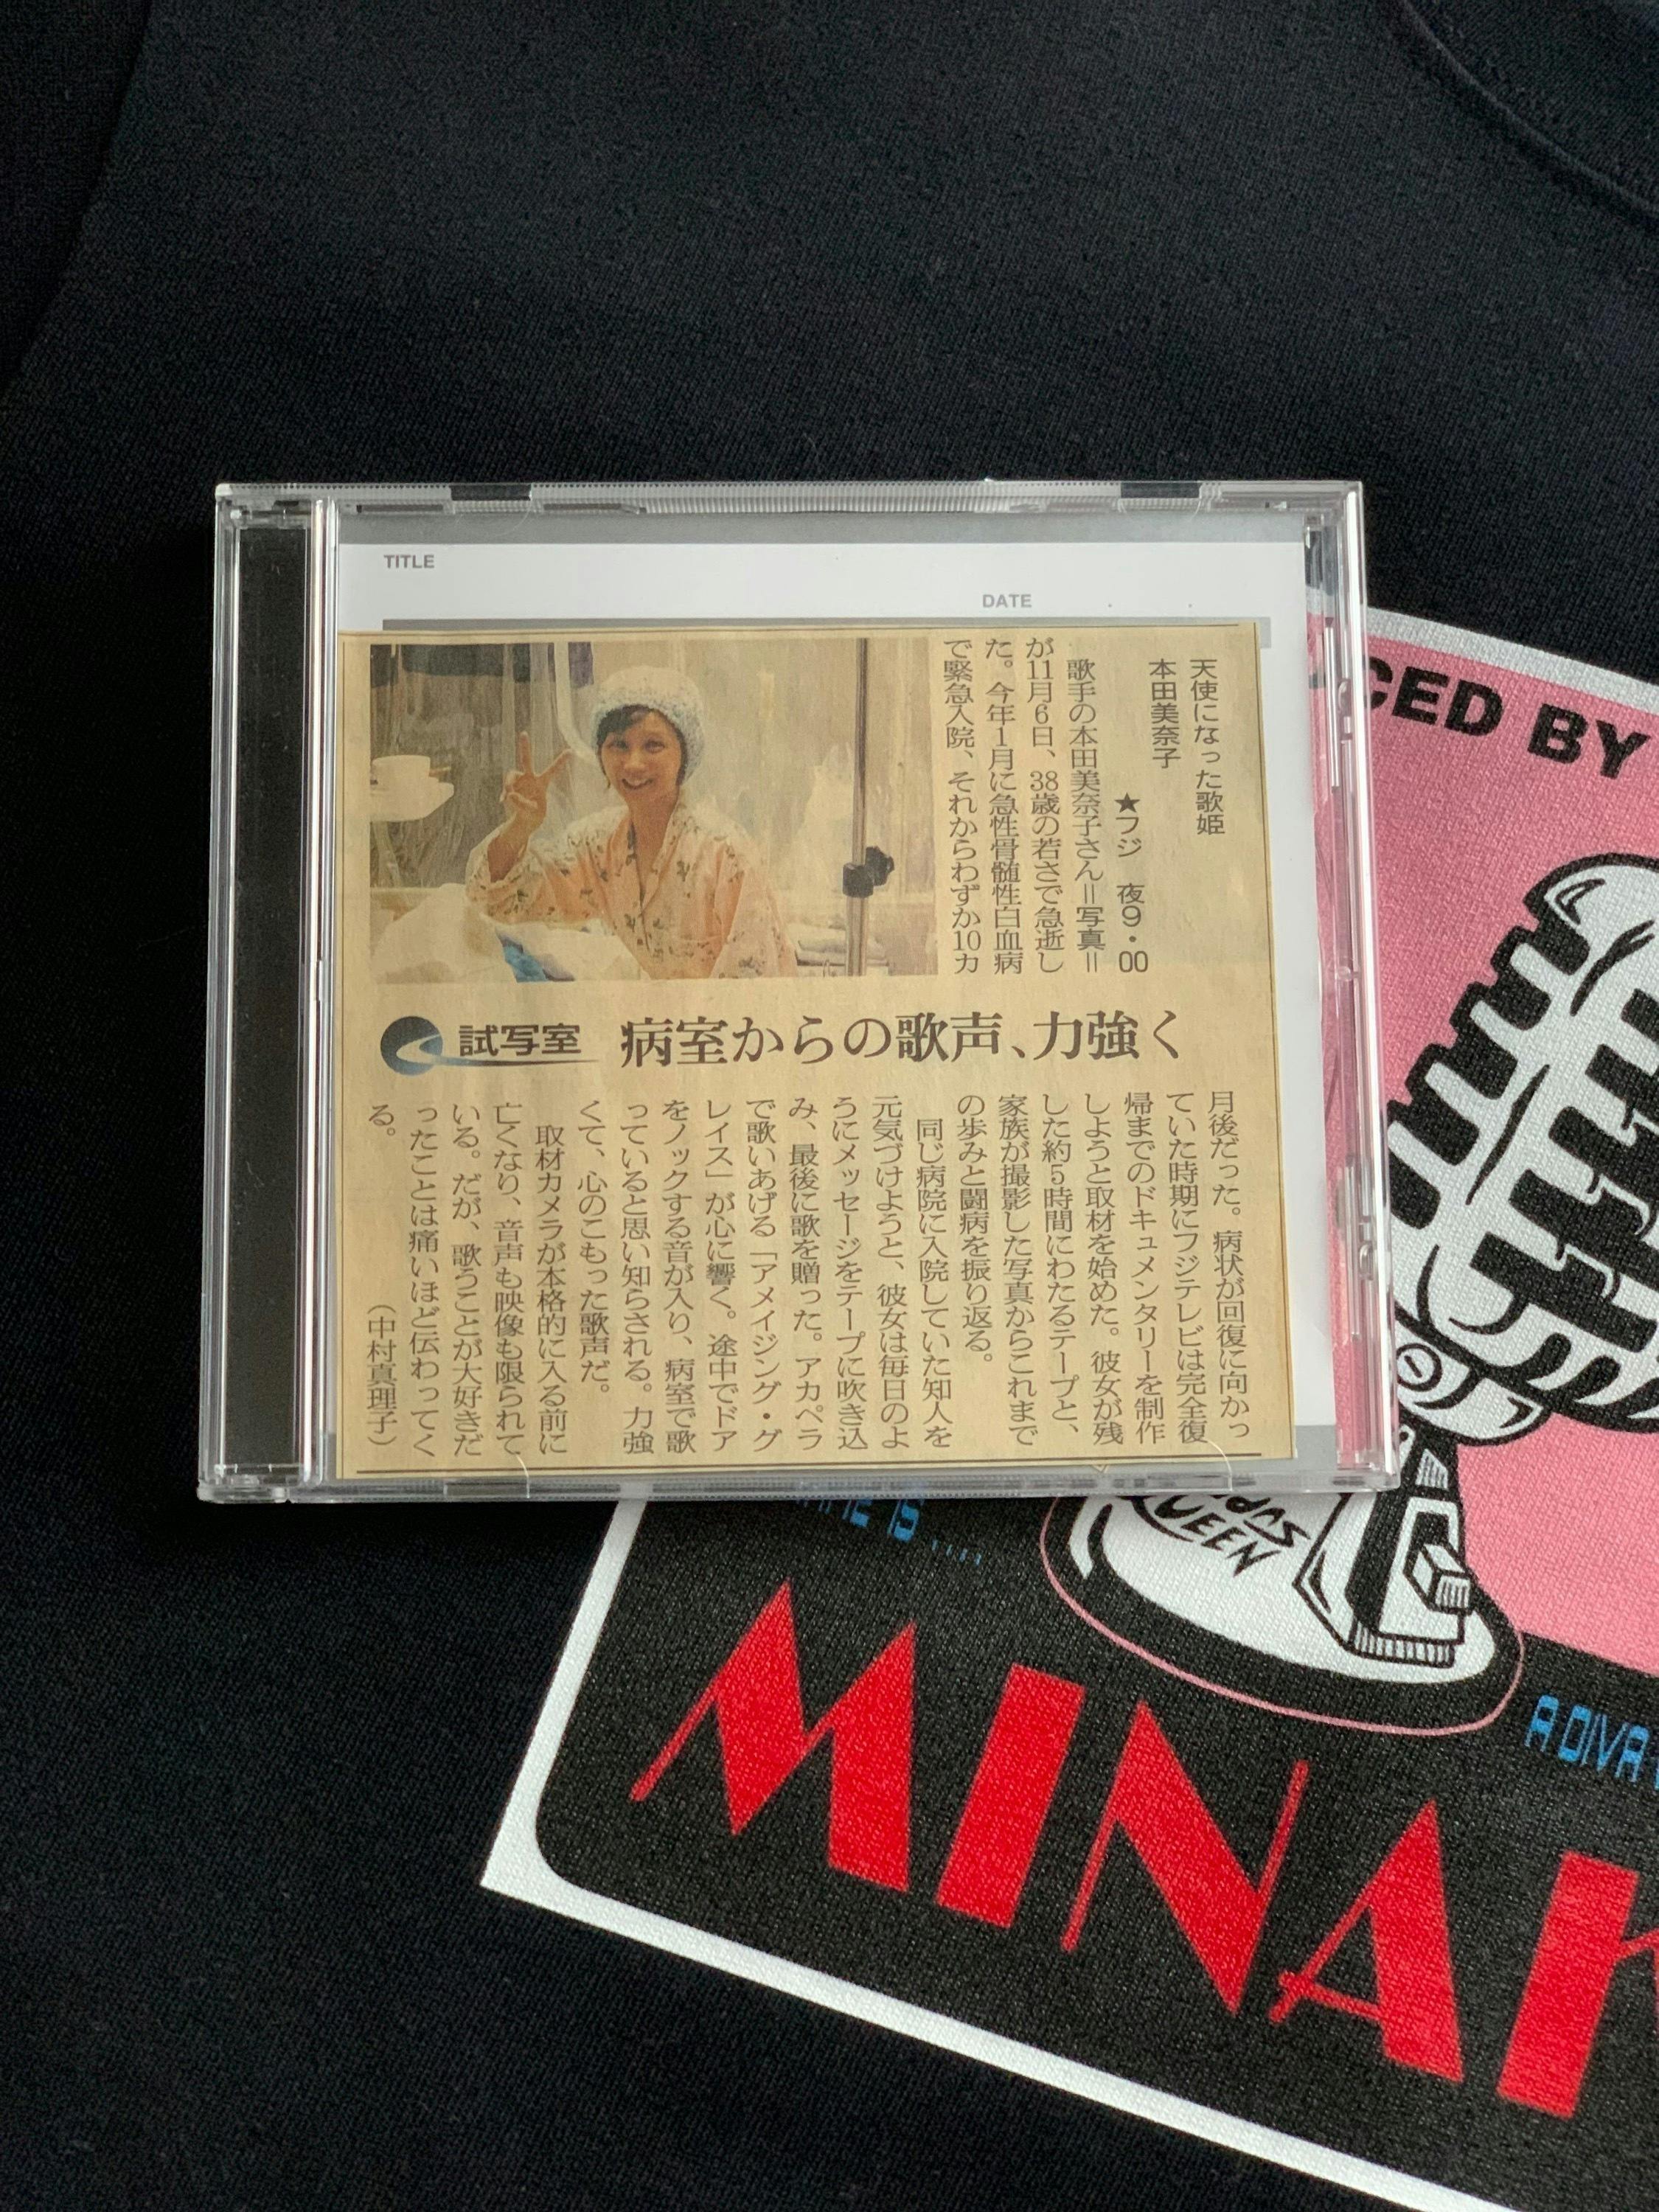 TITLE
DATE . .
天使になった歌姫
本田美奈子
★フジ　夜9・00
歌手の本田美奈子さん＝写真＝
が11月6日、38歳の若さで急逝し
た。今年1月に急性骨髄性白血病
で緊急入院、それからわずか10カ
試写室
病室からの歌声、力強く
月後だった。病状が回復に向かっ
ていた時期にフジテレビは完全復
帰までのドキュメンタリーを制作
しようと取材を始めた。彼女が残
した約5時間にわたるテープと、
家族が撮影した写真からこれまで
の歩みと闘病を振り返る。
同じ病院に入院していた知人を
元気づけようと、彼女は毎日のよ
うにメッセージをテープに吹き込
み、最後に歌を贈った。アカペラ
で歌いあげる「アメイジング・グ
レイス」が心に響く。途中でドア
をノックする音が入り、病室で歌
っていると思い知らされる。力強
くて、心のこもった歌声だ。
取材カメラが本格的に入る前に
亡くなり、音声も映像も限られて
いる。だが、歌うことが大好きだ
ったことは痛いほど伝わってく
る。
（中村真理子）
CED BY
IS ....
QUEEN
A DIVA
MINA